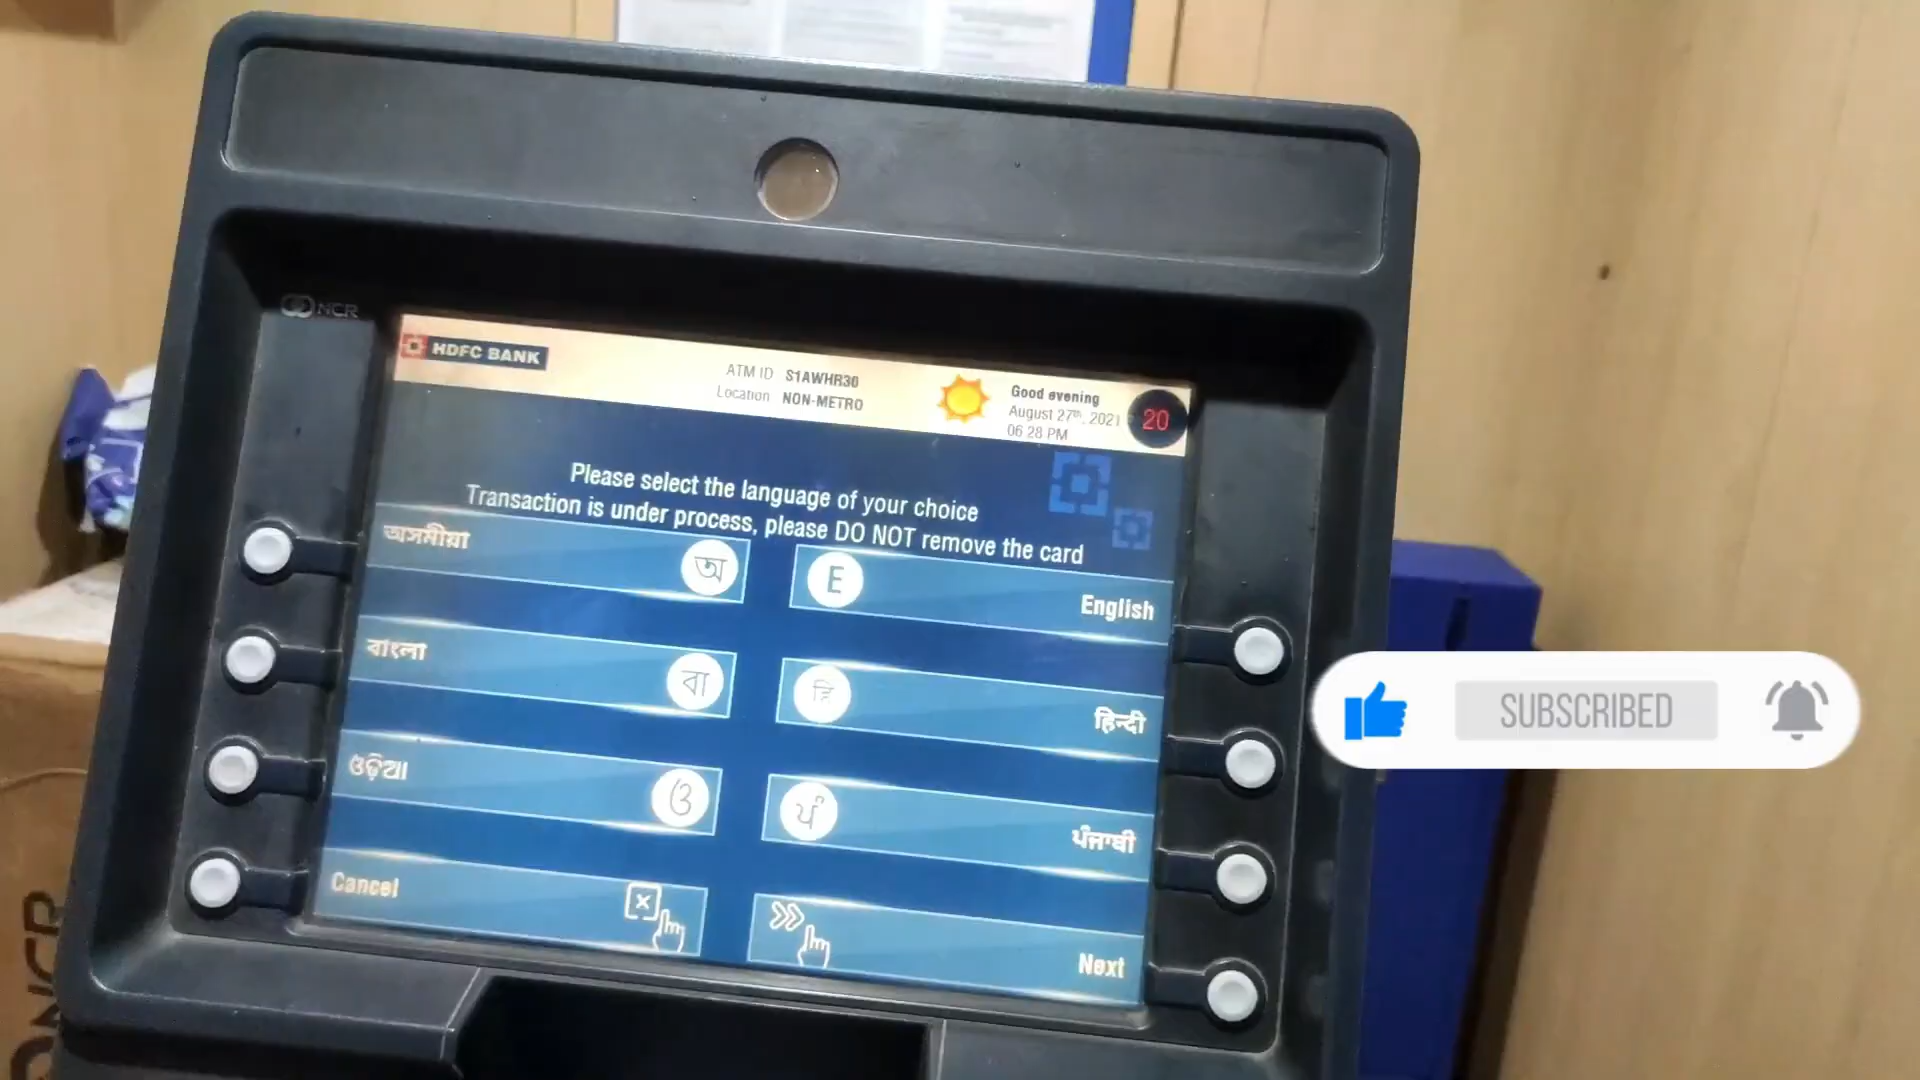 NCR
HDFC BANK
ATM ID S1AWHR30
Location NON-METRO
Good evening
August 27th, 2021
06:28 PM
20
Please select the language of your choice
Transaction is under process, please DO NOT remove the card
অসমীয়া
অ
E
English
বাংলা
বা
हि
हिन्दी
ଓଡ଼ିଆ
ଓ
ਪੰ
ਪੰਜਾਬੀ
Cancel
Next
SUBSCRIBED
NCR